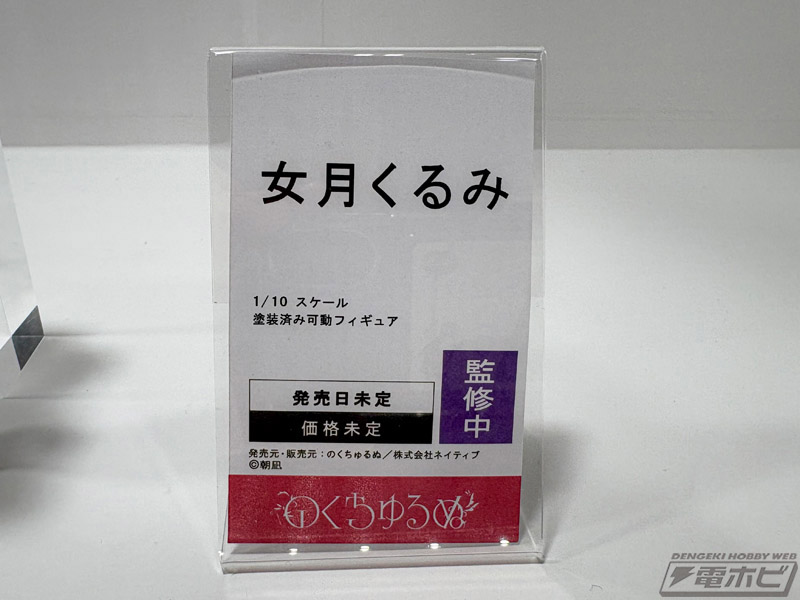 女月くるみ
1/10 スケール
塗装済み可動フィギュア
監修中
発売日未定
価格未定
発売元・販売元：のくちゅるぬ／株式会社ネイティブ
©朝凪
のくちゅるぬ
DENGEKI HOBBY WEB
電ホビ